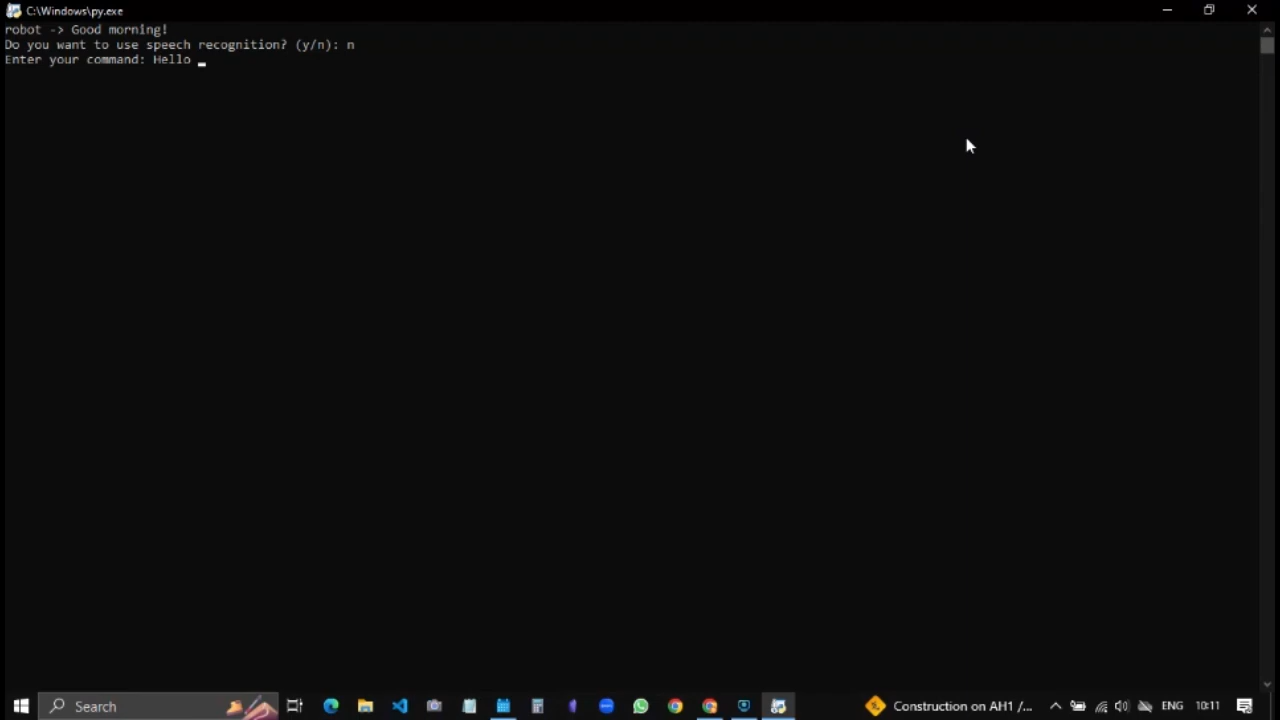 C:\Windows\py.exe
robot -> Good morning!
Do you want to use speech recognition? (y/n): n
Enter your command: Hello
Search
Construction on AH1 /...
ENG
10:11